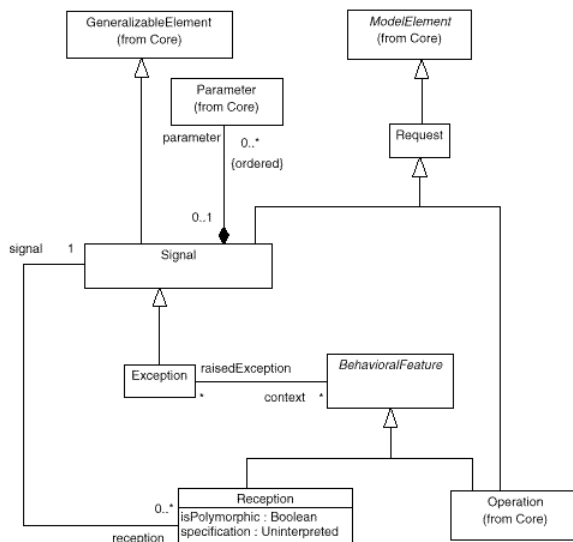 GeneralizableElement
(from Core)
ModelElement
(from Core)
Parameter
(from Core)
parameter
0..*
{ordered}
Request
0..1
signal 1
Signal
Exception
raisedException
*
context *
BehavioralFeature
0..*
reception
Reception
isPolymorphic : Boolean
specification : Uninterpreted
Operation
(from Core)